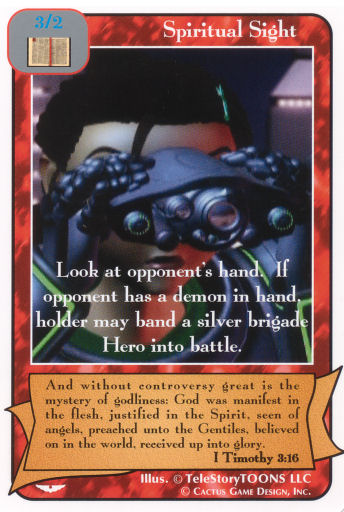 3/2
Spiritual Sight
Look at opponent's hand. If
opponent has a demon in hand,
holder may band a silver brigade
Hero into battle.
And without controversy great is the
mystery of godliness: God was manifest in
the flesh, justified in the Spirit, seen of
angels, preached unto the Gentiles, believed
on in the world, received up into glory.
I Timothy 3:16
Illus. © TeleStoryTOONS LLC
© Cactus Game Design, Inc.